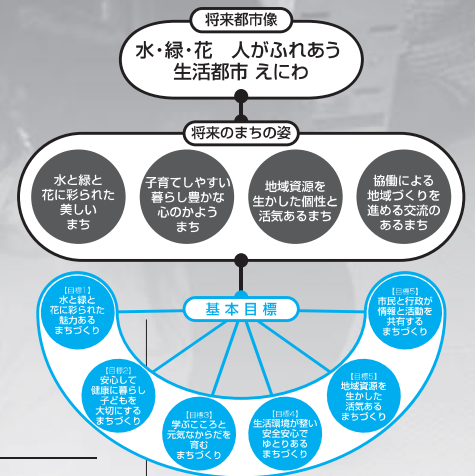 将来都市像
水・緑・花　人がふれあう
生活都市 えにわ
将来のまちの姿
水と緑と
花に彩られた
美しい
まち
子育てしやすい
暮らし豊かな
心のかよう
まち
地域資源を
生かした個性と
活気あるまち
協働による
地域づくりを
進める交流の
あるまち
基本目標
【目標1】
水と緑と
花に彩られた
魅力ある
まちづくり
【目標2】
安心して
健康に暮らし
子どもを
大切にする
まちづくり
【目標3】
学ぶこころと
元気なからだを
育む
まちづくり
【目標4】
生活環境が整い
安全安心で
ゆとりある
まちづくり
【目標5】
地域資源を
生かした
活気ある
まちづくり
【目標5】
市民と行政が
情報と活動を
共有する
まちづくり